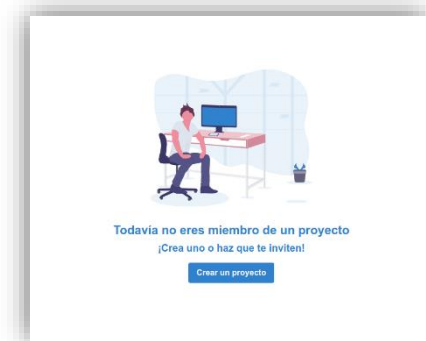 Todavía no eres miembro de un proyecto
¡Crea uno o haz que te inviten!
Crear un proyecto